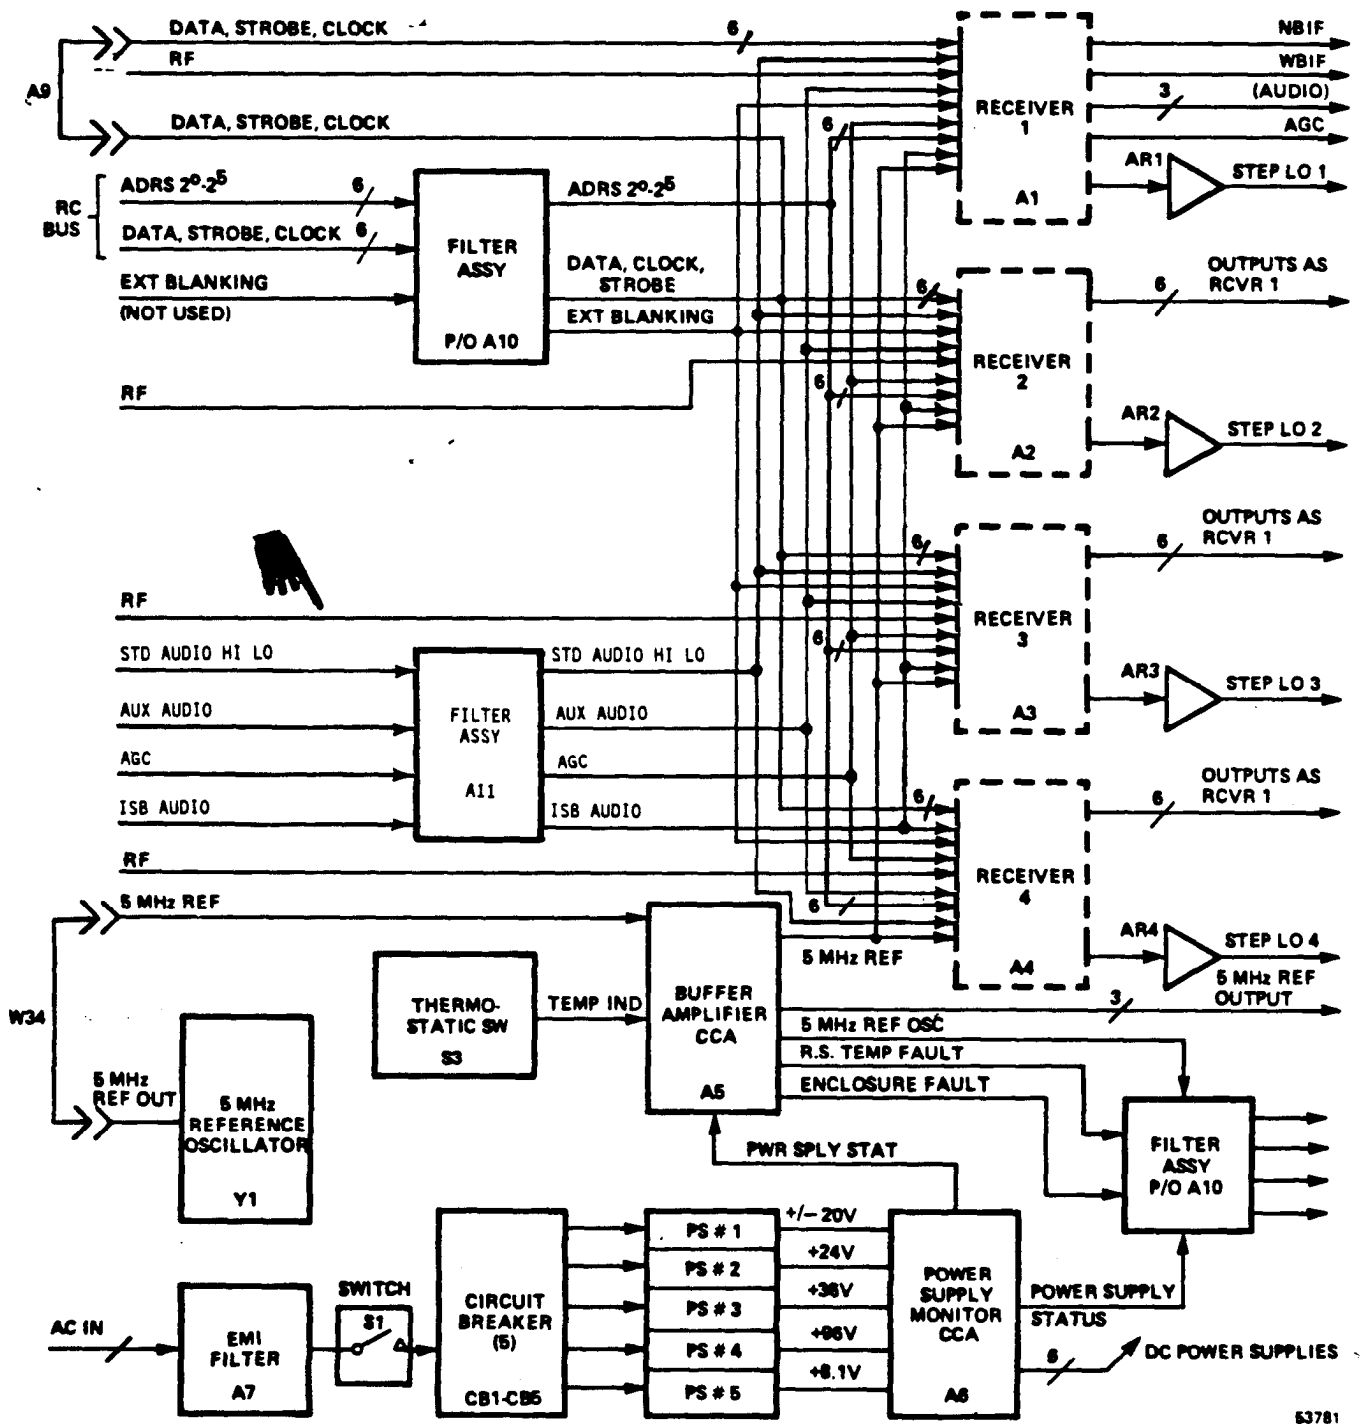 DATA, STROBE, CLOCK
6
RF
A9
DATA, STROBE, CLOCK
RC
BUS
ADRS 2⁰-2⁵
6
DATA, STROBE, CLOCK
6
EXT BLANKING
(NOT USED)
FILTER
ASSY
P/O A10
ADRS 2⁰-2⁵
DATA, CLOCK,
STROBE
EXT BLANKING
RF
6
RECEIVER
1
A1
NBIF
WBIF
3
(AUDIO)
AGC
AR1
STEP LO 1
6
6
RECEIVER
2
A2
OUTPUTS AS
RCVR 1
6
AR2
STEP LO 2
6
6
RECEIVER
3
A3
OUTPUTS AS
RCVR 1
6
AR3
STEP LO 3
RF
STD AUDIO HI LO
AUX AUDIO
AGC
ISB AUDIO
FILTER
ASSY
A11
STD AUDIO HI LO
AUX AUDIO
AGC
ISB AUDIO
RF
6
6
RECEIVER
4
A4
OUTPUTS AS
RCVR 1
6
AR4
STEP LO 4
5 MHz REF
5 MHz REF
W34
THERMO-
STATIC SW
S3
TEMP IND
BUFFER
AMPLIFIER
CCA
A5
3
5 MHz REF
OUTPUT
5 MHz REF OSC
R.S. TEMP FAULT
ENCLOSURE FAULT
5 MHz
REF OUT
5 MHz
REFERENCE
OSCILLATOR
Y1
PWR SPLY STAT
FILTER
ASSY
P/O A10
AC IN
EMI
FILTER
A7
SWITCH
S1
CIRCUIT
BREAKER
(5)
CB1-CB5
PS # 1
PS # 2
PS # 3
PS # 4
PS # 5
+/- 20V
+24V
+36V
+96V
POWER
SUPPLY
MONITOR
CCA
A6
POWER SUPPLY
STATUS
DC POWER SUPPLIES
53781